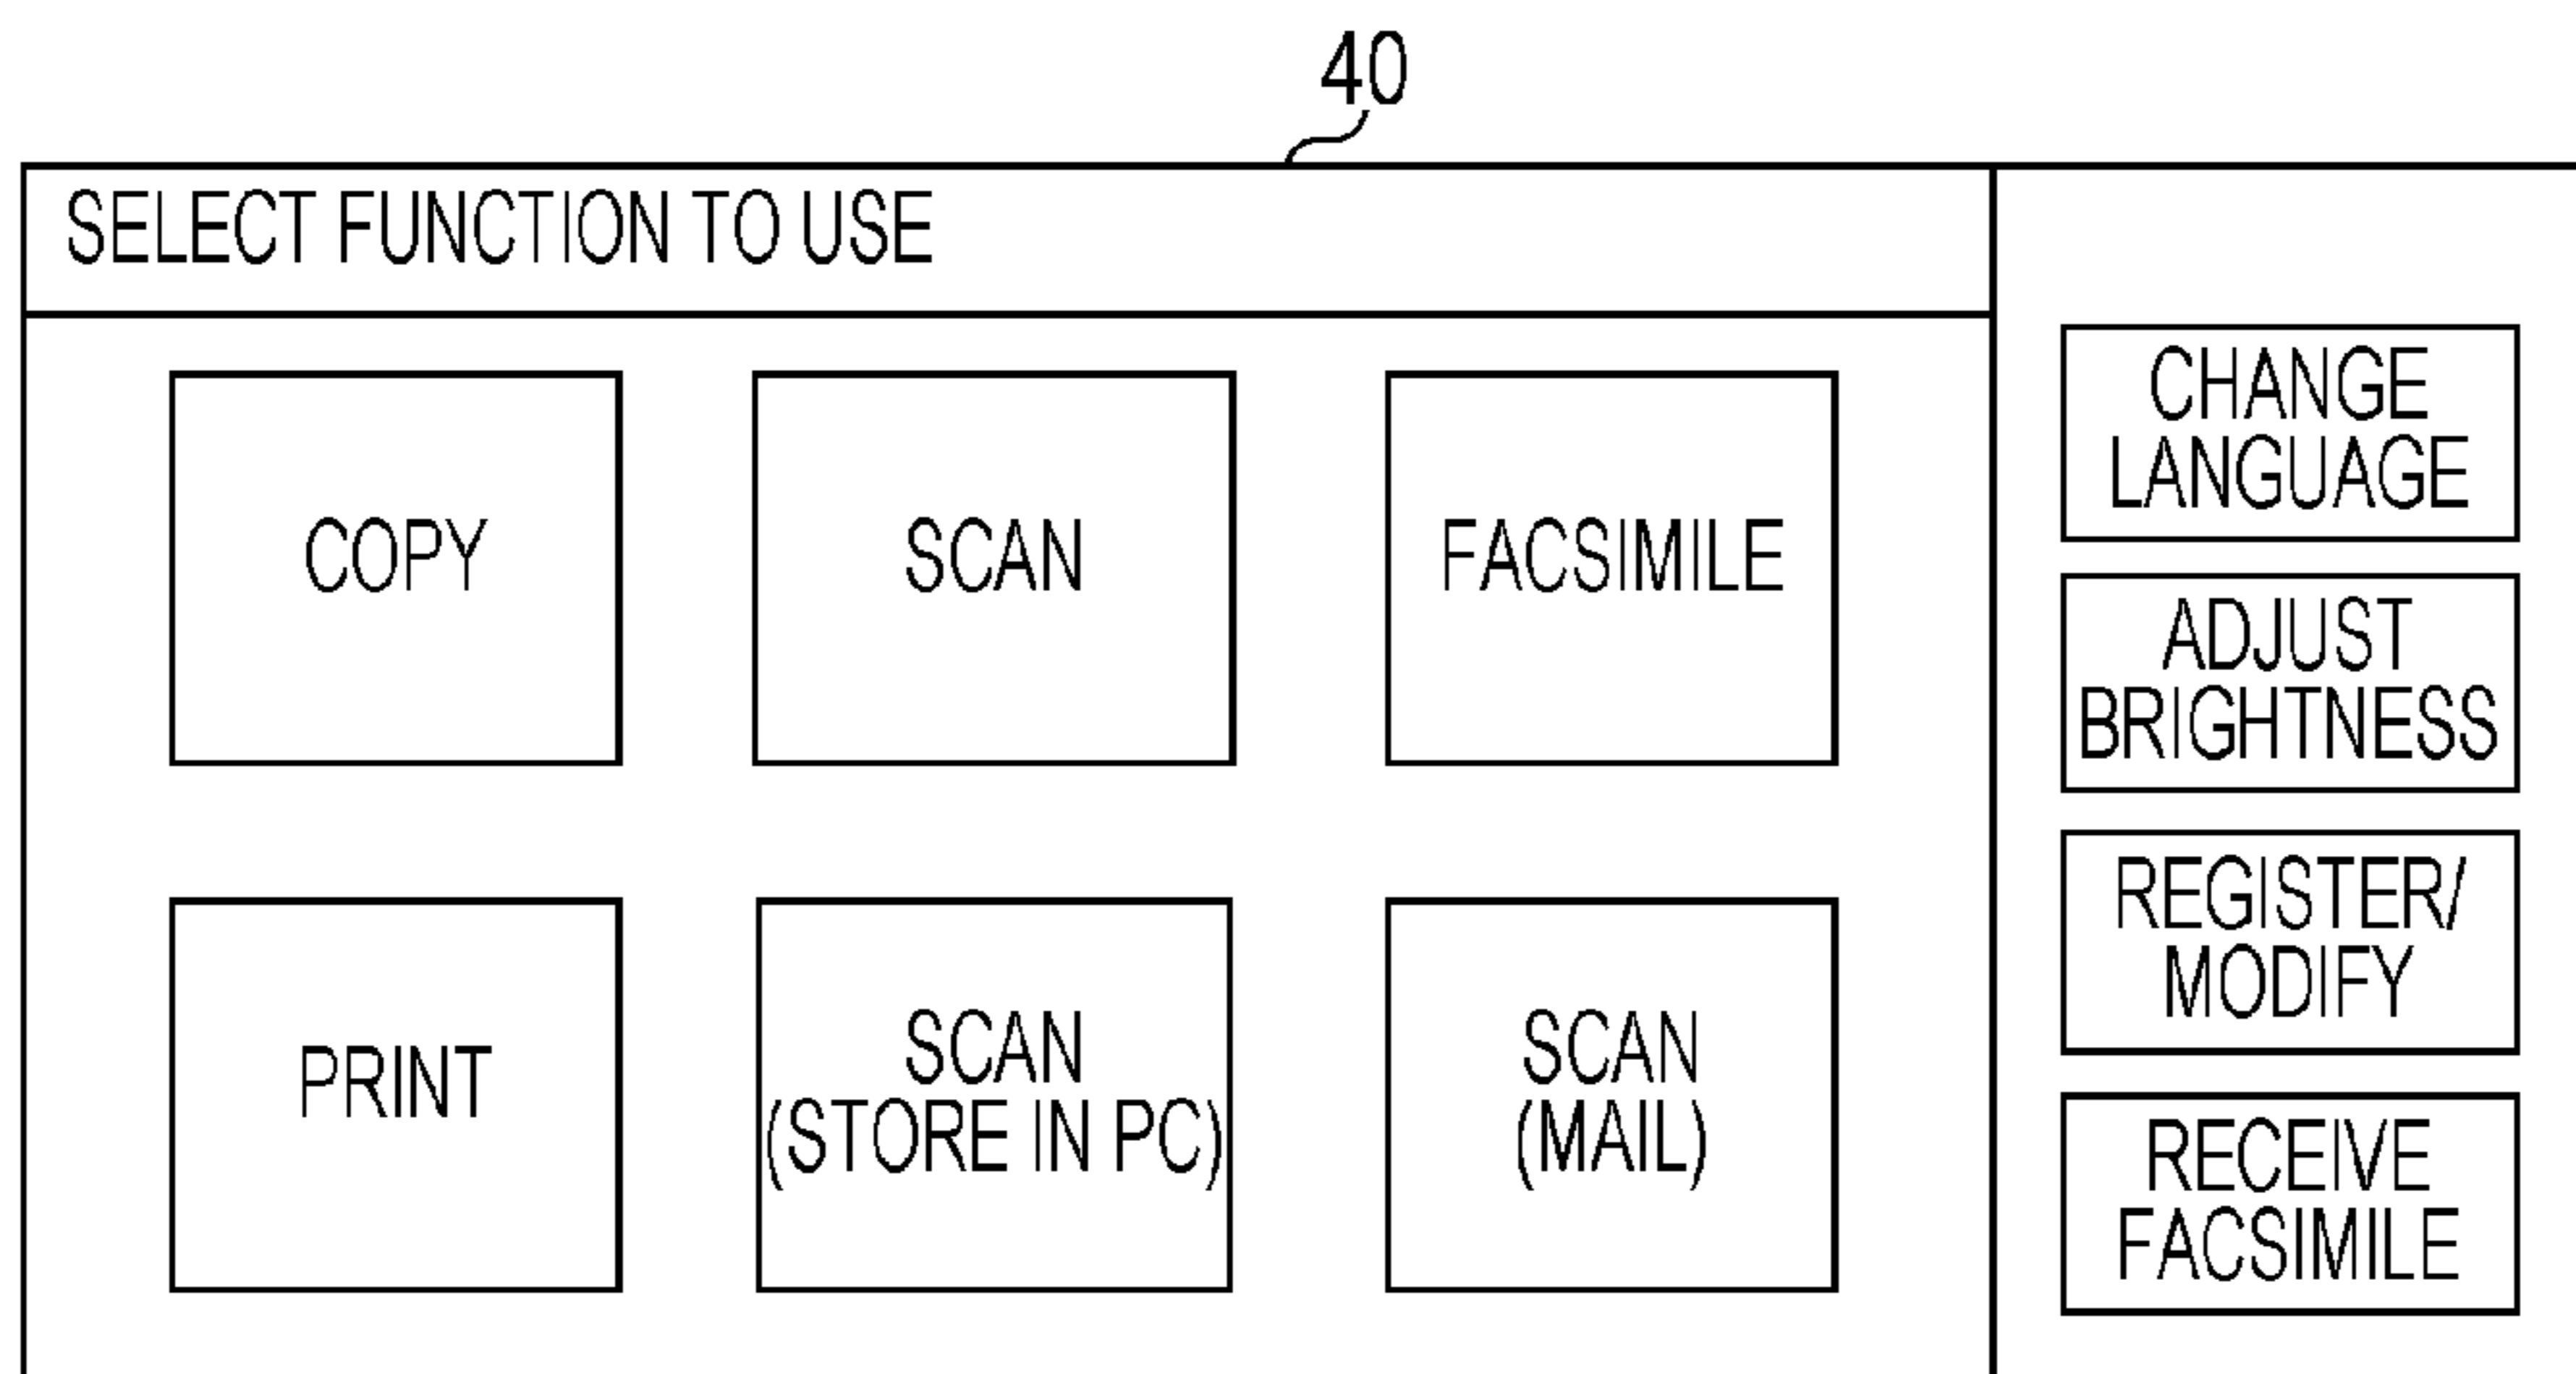 40
SELECT FUNCTION TO USE
COPY
SCAN
FACSIMILE
PRINT
SCAN
(STORE IN PC)
SCAN
(MAIL)
CHANGE
LANGUAGE
ADJUST
BRIGHTNESS
REGISTER/
MODIFY
RECEIVE
FACSIMILE